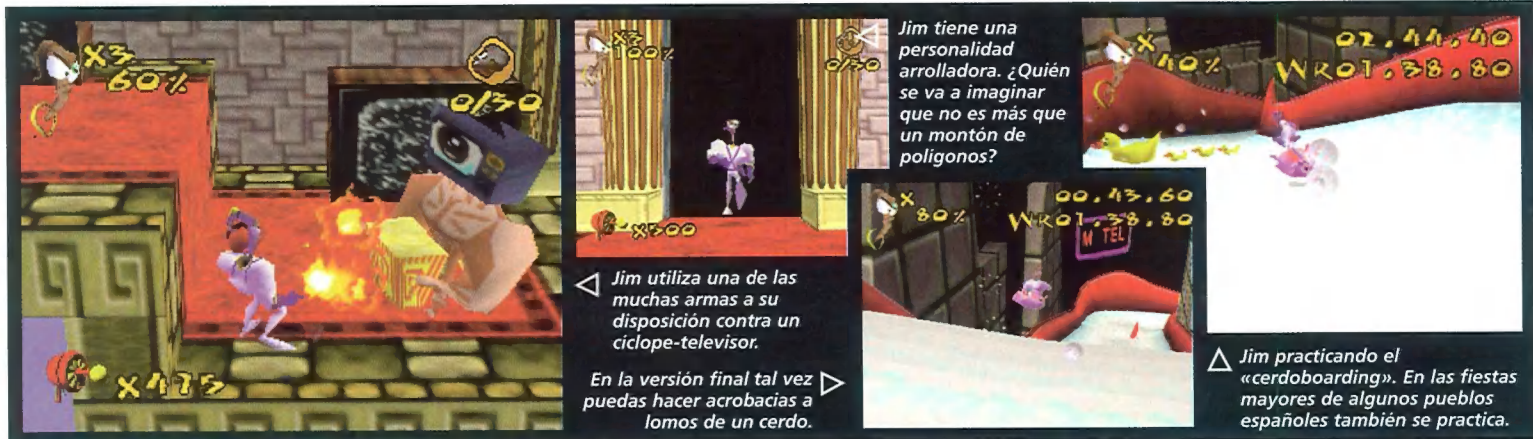 X3
60%
0/30
X475
X3
100%
0/30
X500
Jim tiene una
personalidad
arrolladora. ¿Quién
se va a imaginar
que no es más que
un montón de
polígonos?
Jim utiliza una de las
muchas armas a su
disposición contra un
cíclope-televisor.
En la versión final tal vez
puedas hacer acrobacias a
lomos de un cerdo.
X
80%
00.43.60
WR01.38.80
M TEL
X
40%
02.44.40
WR01.38.80
Jim practicando el
«cerdoboarding». En las fiestas
mayores de algunos pueblos
españoles también se practica.